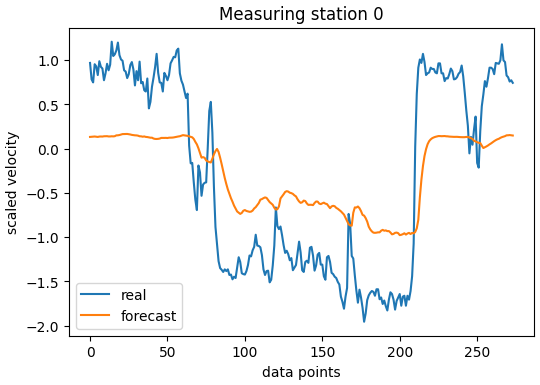 Measuring station 0
scaled velocity
1.0
0.5
0.0
−0.5
−1.0
−1.5
−2.0
real
forecast
0 50 100 150 200 250
data points